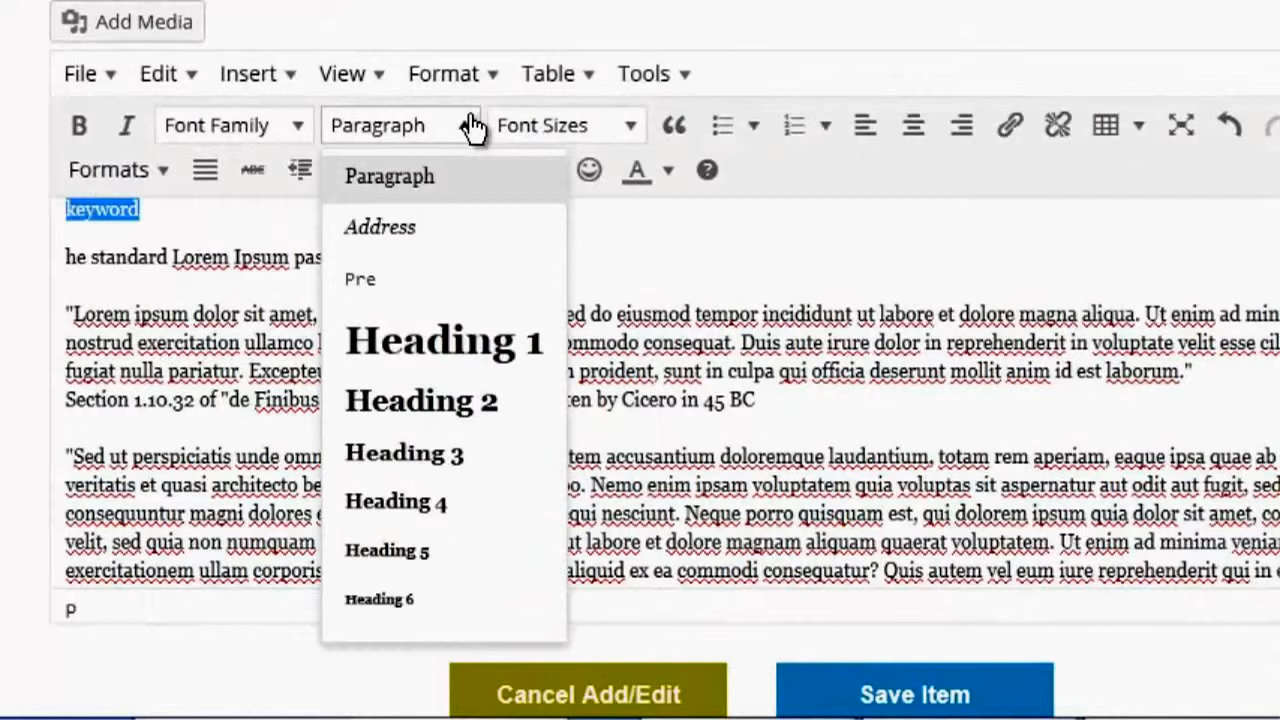 Add Media
File Edit Insert View Format Table Tools
B I Font Family Paragraph Font Sizes
Formats ABC A ?
Paragraph
Address
Pre
Heading 1
Heading 2
Heading 3
Heading 4
Heading 5
Heading 6
keyword
he standard Lorem Ipsum pas
"Lorem ipsum dolor sit amet, ed do eiusmod tempor incididunt ut labore et dolore magna aliqua. Ut enim ad min
nostrud exercitation ullamco ommodo consequat. Duis aute irure dolor in reprehenderit in voluptate velit esse cil
fugiat nulla pariatur. Excepteu proident, sunt in culpa qui officia deserunt mollit anim id est laborum."
Section 1.10.32 of "de Finibus ten by Cicero in 45 BC
"Sed ut perspiciatis unde omn tem accusantium doloremque laudantium, totam rem aperiam, eaque ipsa quae ab
veritatis et quasi architecto be o. Nemo enim ipsam voluptatem quia voluptas sit aspernatur aut odit aut fugit, sed
consequuntur magni dolores qui nesciunt. Neque porro quisquam est, qui dolorem ipsum quia dolor sit amet, co
velit, sed quia non numquam ut labore et dolore magnam aliquam quaerat voluptatem. Ut enim ad minima venia
exercitationem ullam corporis aliquid ex ea commodi consequatur? Quis autem vel eum iure reprehenderit qui in
p
Cancel Add/Edit Save Item